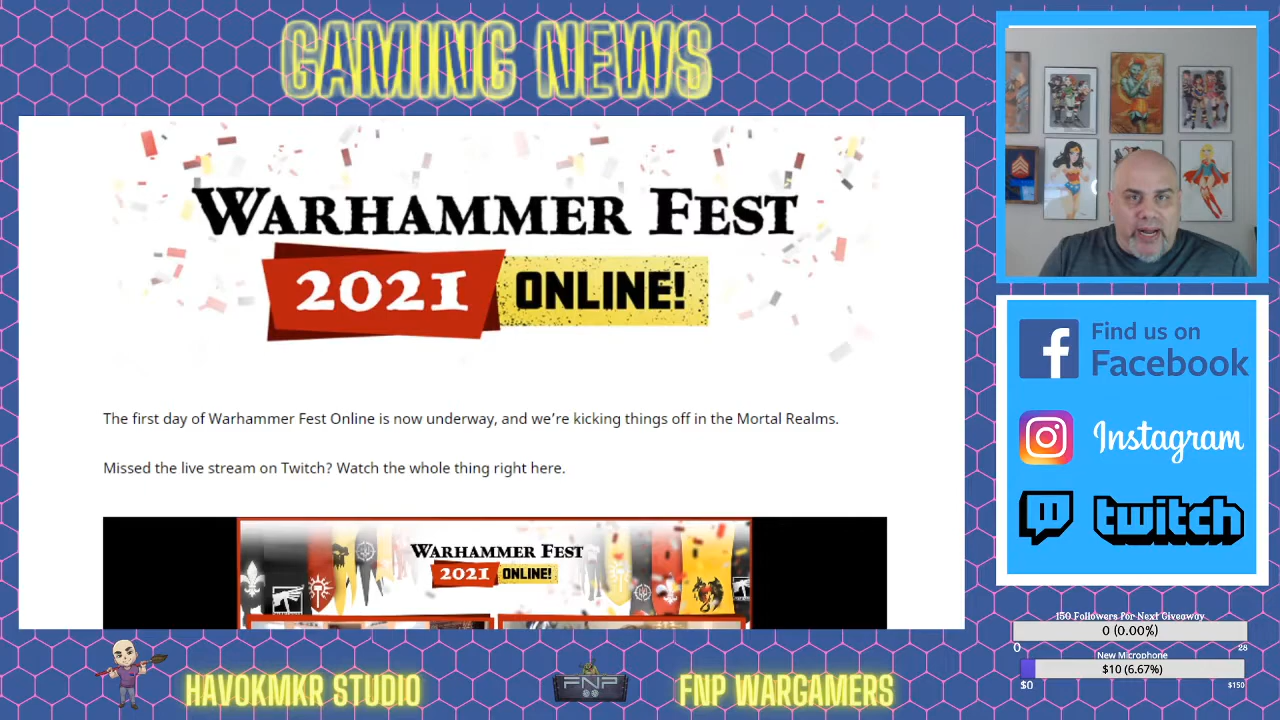 GAMING NEWS
WARHAMMER FEST
2021 ONLINE!
The first day of Warhammer Fest Online is now underway, and we're kicking things off in the Mortal Realms.
Missed the live stream on Twitch? Watch the whole thing right here.
WARHAMMER FEST
2021 ONLINE!
Find us on
Facebook
Instagram
twitch
150 Followers For Next Giveaway
0 (0.00%)
0 28
New Microphone
$10 (6.67%)
$0 $150
HAVOKMKR STUDIO
FNP
FNP WARGAMERS